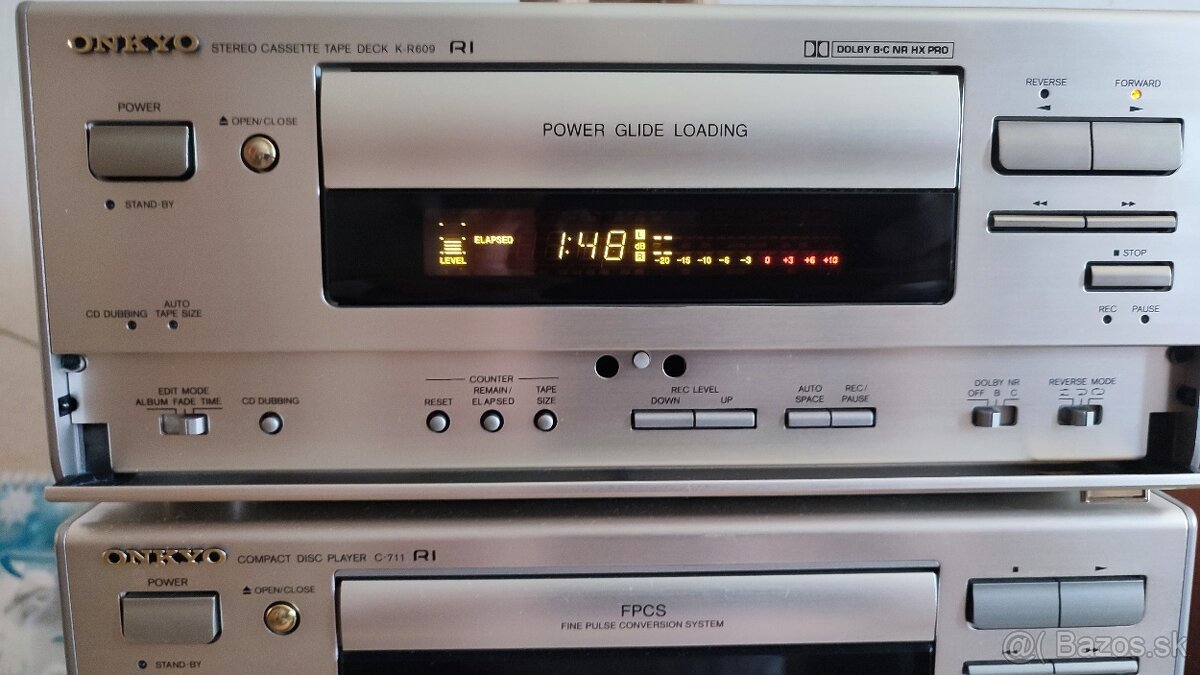 ONKYO STEREO CASSETTE TAPE DECK K-R609 RI
DOLBY B·C NR HX PRO
POWER
OPEN/CLOSE
STAND-BY
POWER GLIDE LOADING
REVERSE FORWARD
LEVEL ELAPSED 1:48 L dB R
-20 -15 -10 -6 -3 0 +3 +6 +10
STOP
REC PAUSE
CD DUBBING AUTO TAPE SIZE
EDIT MODE
ALBUM FADE TIME
CD DUBBING
COUNTER
RESET REMAIN/ELAPSED TAPE SIZE
REC LEVEL
DOWN UP
AUTO SPACE REC/PAUSE
DOLBY NR
OFF B C
REVERSE MODE
ONKYO COMPACT DISC PLAYER C-711 RI
POWER
OPEN/CLOSE
STAND-BY
FPCS
FINE PULSE CONVERSION SYSTEM
@ Bazos.sk